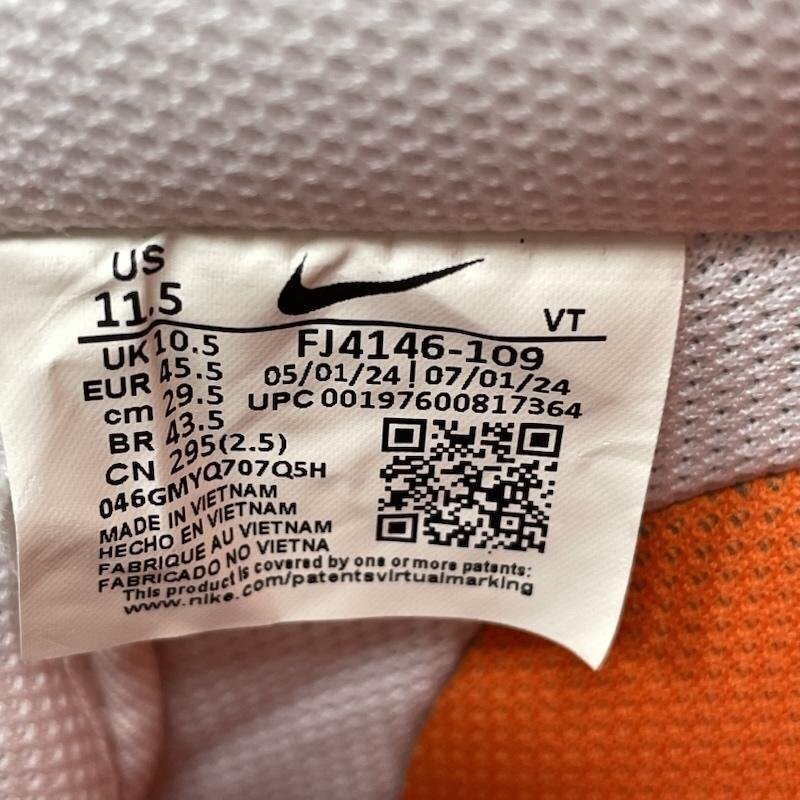 US
11.5
VT
UK 10.5
EUR 45.5
cm 29.5
BR 43.5
CN 295(2.5)
FJ4146-109
05/01/24 | 07/01/24
UPC 00197600817364
046GMYQ707Q5H
MADE IN VIETNAM
HECHO EN VIETNAM
FABRIQUE AU VIETNAM
FABRICADO NO VIETNA
This product is covered by one or more patents:
www.nike.com/patentsvirtualmarking